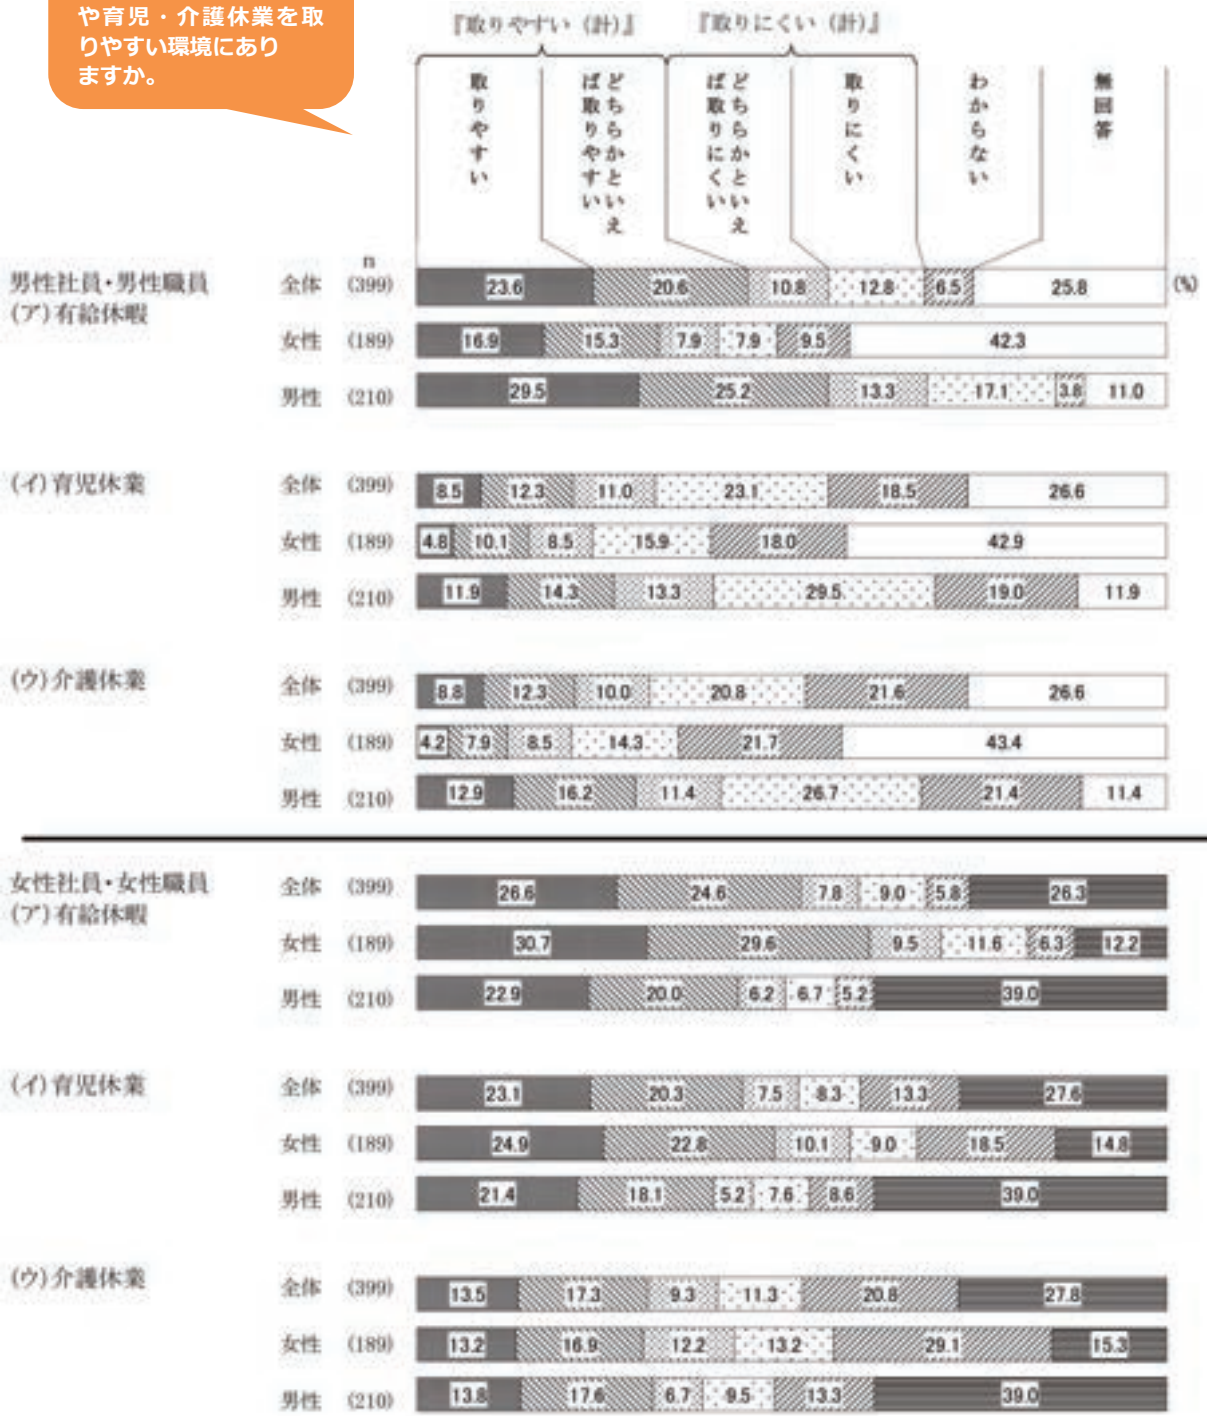 や育児・介護休業を取
りやすい環境にあり
ますか。
『取りやすい（計）』 『取りにくい（計）』
取りやすい
どちらかといえ
ば取りやすい
どちらかといえ
ば取りにくい
取りにくい
わからない
無回答
n
男性社員・男性職員 全体 (399) 23.6 20.6 10.8 12.8 6.5 25.8 (%)
(ア)有給休暇
女性 (189) 16.9 15.3 7.9 7.9 9.5 42.3
男性 (210) 29.5 25.2 13.3 17.1 3.8 11.0
(イ)育児休業 全体 (399) 8.5 12.3 11.0 23.1 18.5 26.6
女性 (189) 4.8 10.1 8.5 15.9 18.0 42.9
男性 (210) 11.9 14.3 13.3 29.5 19.0 11.9
(ウ)介護休業 全体 (399) 8.8 12.3 10.0 20.8 21.6 26.6
女性 (189) 4.2 7.9 8.5 14.3 21.7 43.4
男性 (210) 12.9 16.2 11.4 26.7 21.4 11.4
女性社員・女性職員 全体 (399) 26.6 24.6 7.8 9.0 5.8 26.3
(ア)有給休暇
女性 (189) 30.7 29.6 9.5 11.6 6.3 12.2
男性 (210) 22.9 20.0 6.2 6.7 5.2 39.0
(イ)育児休業 全体 (399) 23.1 20.3 7.5 8.3 13.3 27.6
女性 (189) 24.9 22.8 10.1 9.0 18.5 14.8
男性 (210) 21.4 18.1 5.2 7.6 8.6 39.0
(ウ)介護休業 全体 (399) 13.5 17.3 9.3 11.3 20.8 27.8
女性 (189) 13.2 16.9 12.2 13.2 29.1 15.3
男性 (210) 13.8 17.6 6.7 9.5 13.3 39.0